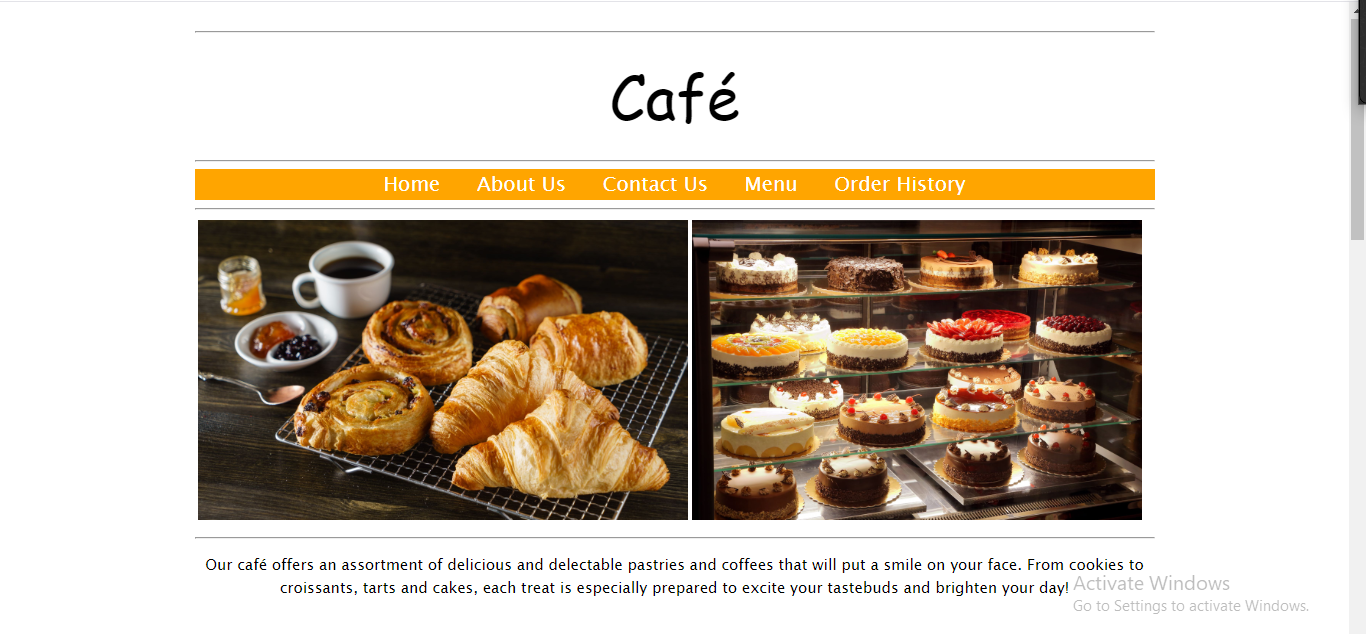 Café
Home About Us Contact Us Menu Order History
Our café offers an assortment of delicious and delectable pastries and coffees that will put a smile on your face. From cookies to
croissants, tarts and cakes, each treat is especially prepared to excite your tastebuds and brighten your day!
Activate Windows
Go to Settings to activate Windows.